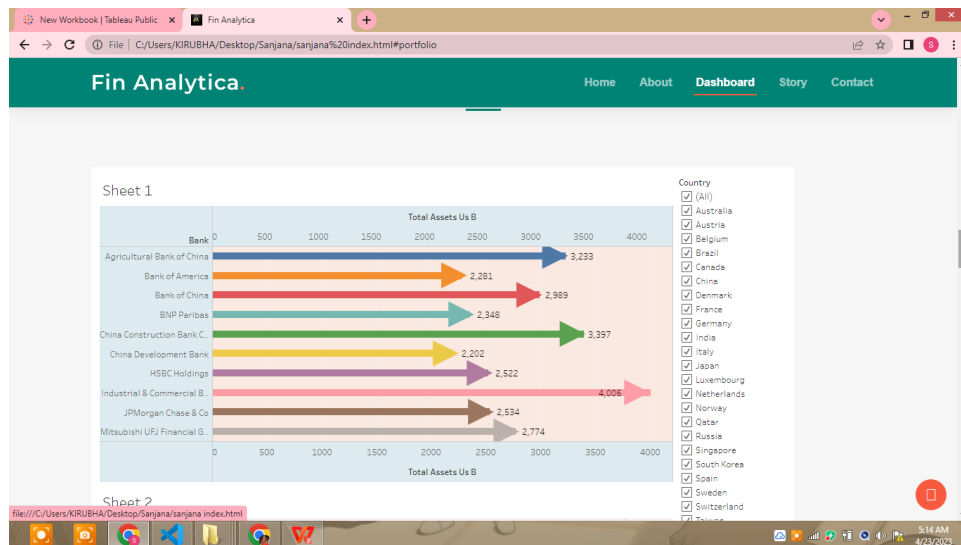 New Workbook | Tableau Public
Fin Analytica
File | C:/Users/KIRUBHA/Desktop/Sanjana/sanjana%20index.html#portfolio
S
Fin Analytica.
Home About Dashboard Story Contact
Sheet 1
Total Assets Us B
Bank
0 500 1000 1500 2000 2500 3000 3500 4000
Agricultural Bank of China 3,233
Bank of America 2,281
Bank of China 2,989
BNP Paribas 2,348
China Construction Bank C..
3,397
China Development Bank 2,202
HSBC Holdings 2,522
Industrial & Commercial B.. 4,006
JPMorgan Chase & Co 2,534
Mitsubishi UFJ Financial G.. 2,774
0 500 1000 1500 2000 2500 3000 3500 4000
Total Assets Us B
Country
(All)
Australia
Austria
Belgium
Brazil
Canada
China
Denmark
France
Germany
India
Italy
Japan
Luxembourg
Netherlands
Norway
Qatar
Russia
Singapore
South Korea
Spain
Sweden
Switzerland
Taiwan
Sheet 2
file:///C:/Users/KIRUBHA/Desktop/Sanjana/sanjana index.html
5:14 AM
4/23/2023